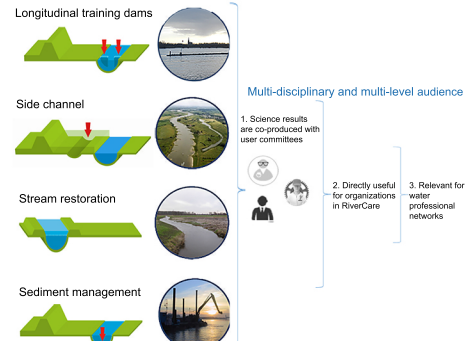 Longitudinal training dams
Side channel
Stream restoration
Sediment management
Multi-disciplinary and multi-level audience
1. Science results
are co-produced with
user committees
2. Directly useful
for organizations
in RiverCare
3. Relevant for
water
professional
networks